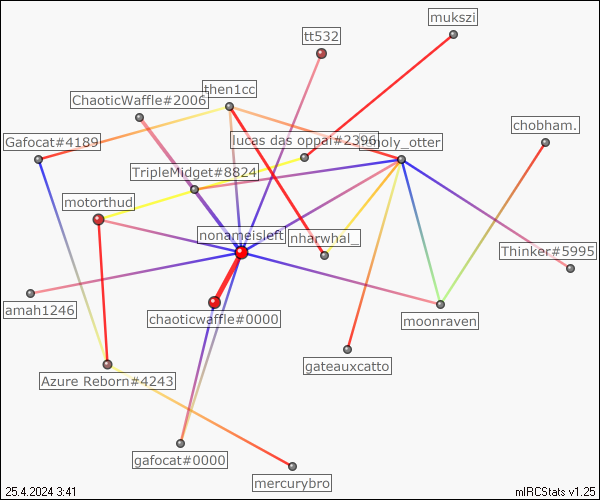 mukszi
tt532
then1cc
ChaoticWaffle#2006
chobham.
Gafocat#4189
lucas das oppai#2396
joly_otter
TripleMidget#8824
motorthud
nonameisleft
nharwhal_
Thinker#5995
amah1246
chaoticwaffle#0000
moonraven
gateauxcatto
Azure Reborn#4243
gafocat#0000
mercurybro
25.4.2024 3:41
mIRCStats v1.25